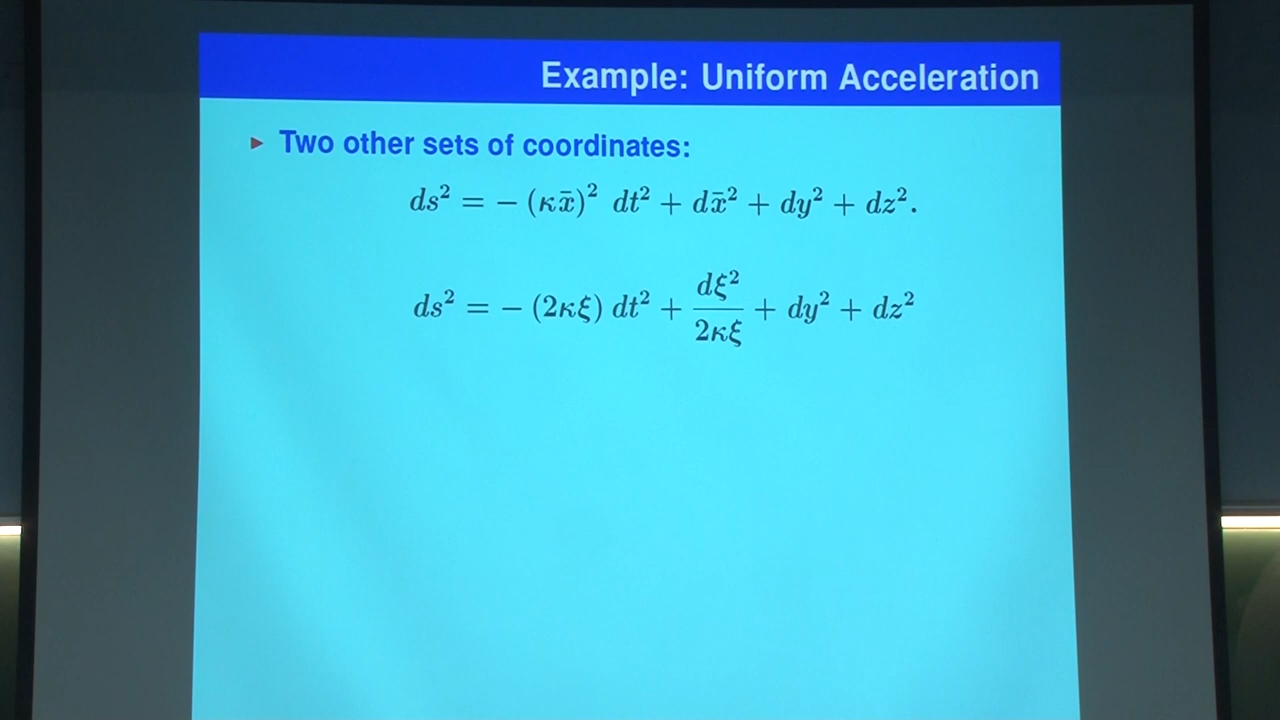 Example: Uniform Acceleration
▶ Two other sets of coordinates:
ds² = − (κx̄)² dt² + dx̄² + dy² + dz².
ds² = − (2κξ) dt² + dξ²/2κξ + dy² + dz²